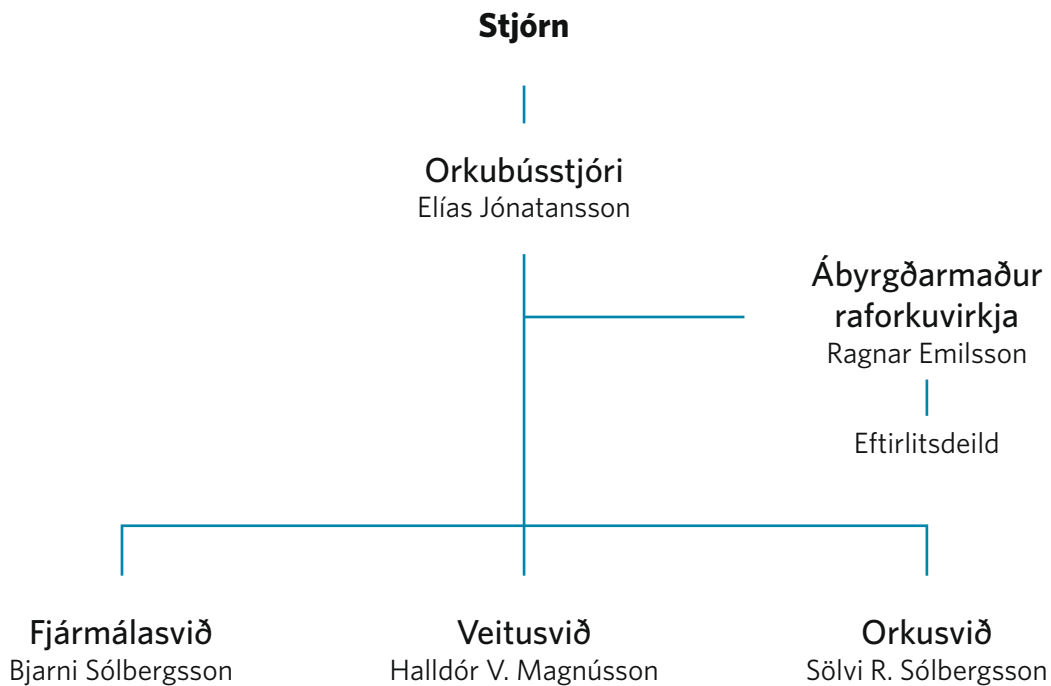 Stjórn
Orkubússtjóri
Elías Jónatansson
Ábyrgðarmaður
raforkuvirkja
Ragnar Emilsson
Eftirlitsdeild
Fjármálasvið
Bjarni Sólbergsson
Veitusvið
Halldór V. Magnússon
Orkusvið
Sölvi R. Sólbergsson